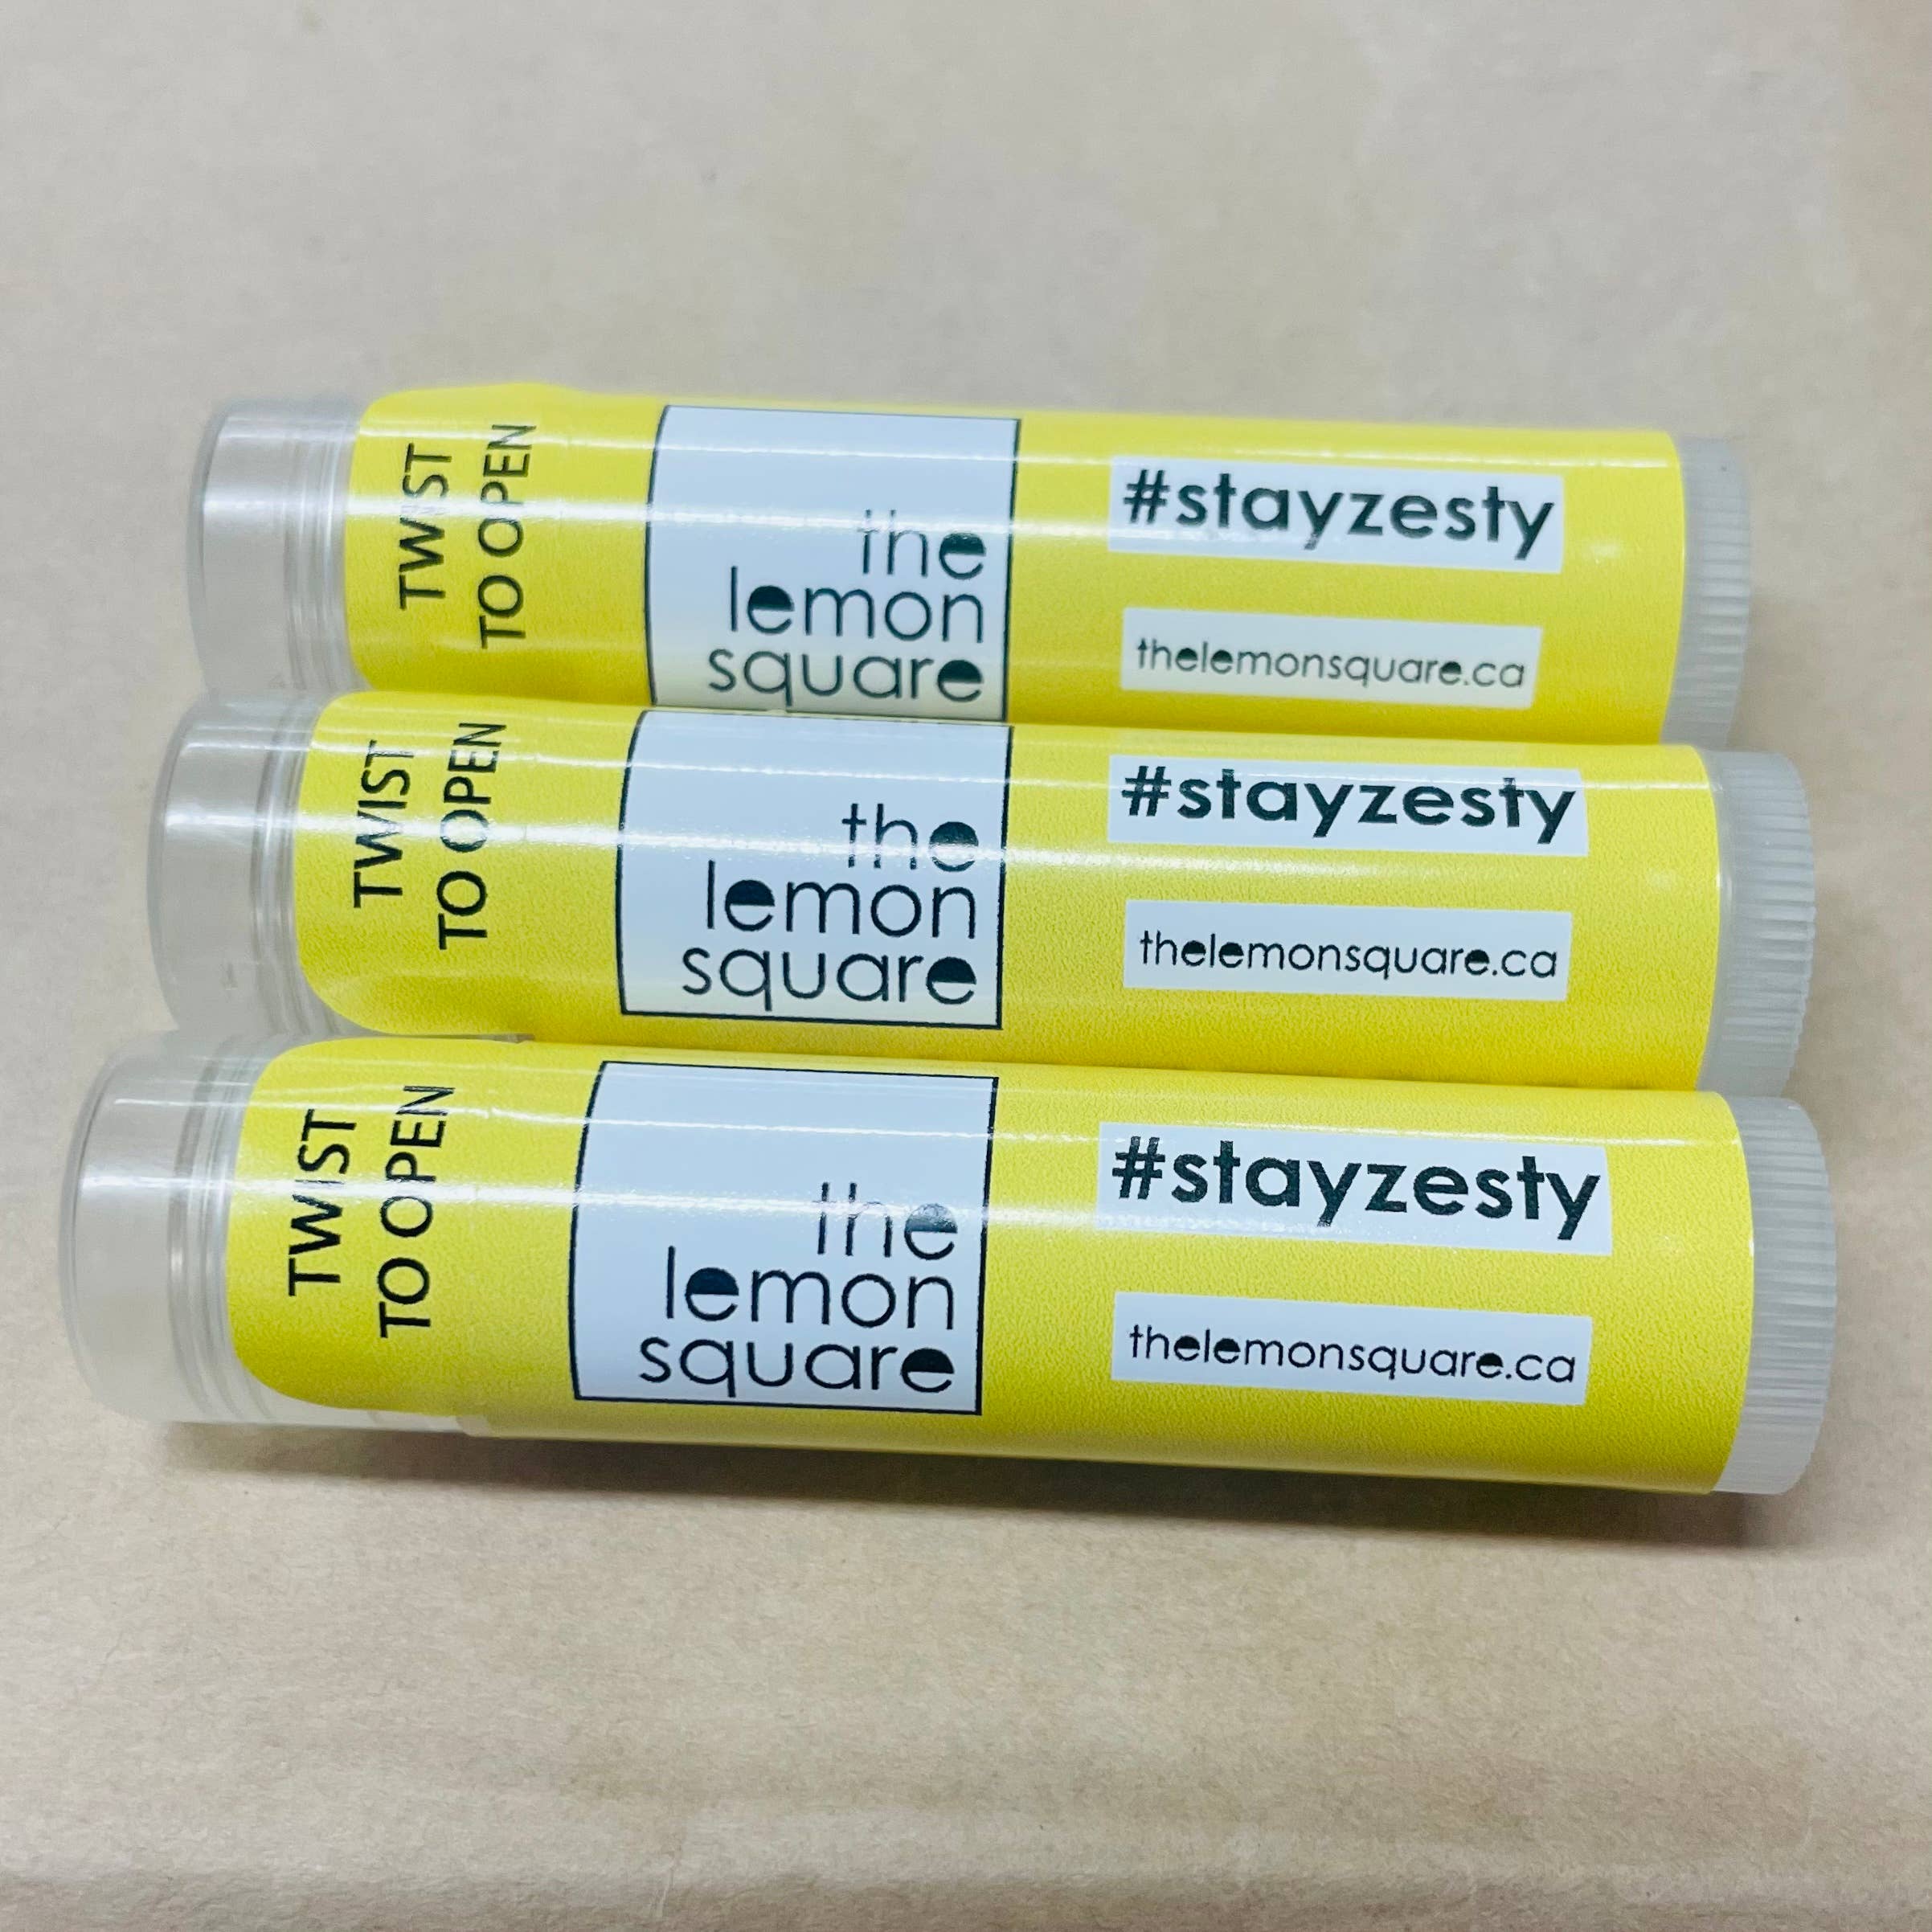 TWIST
TO OPEN
the
lemon
square
#stayzesty
thelemonsquare.ca
TWIST
TO OPEN
the
lemon
square
#stayzesty
thelemonsquare.ca
TWIST
TO OPEN
the
lemon
square
#stayzesty
thelemonsquare.ca